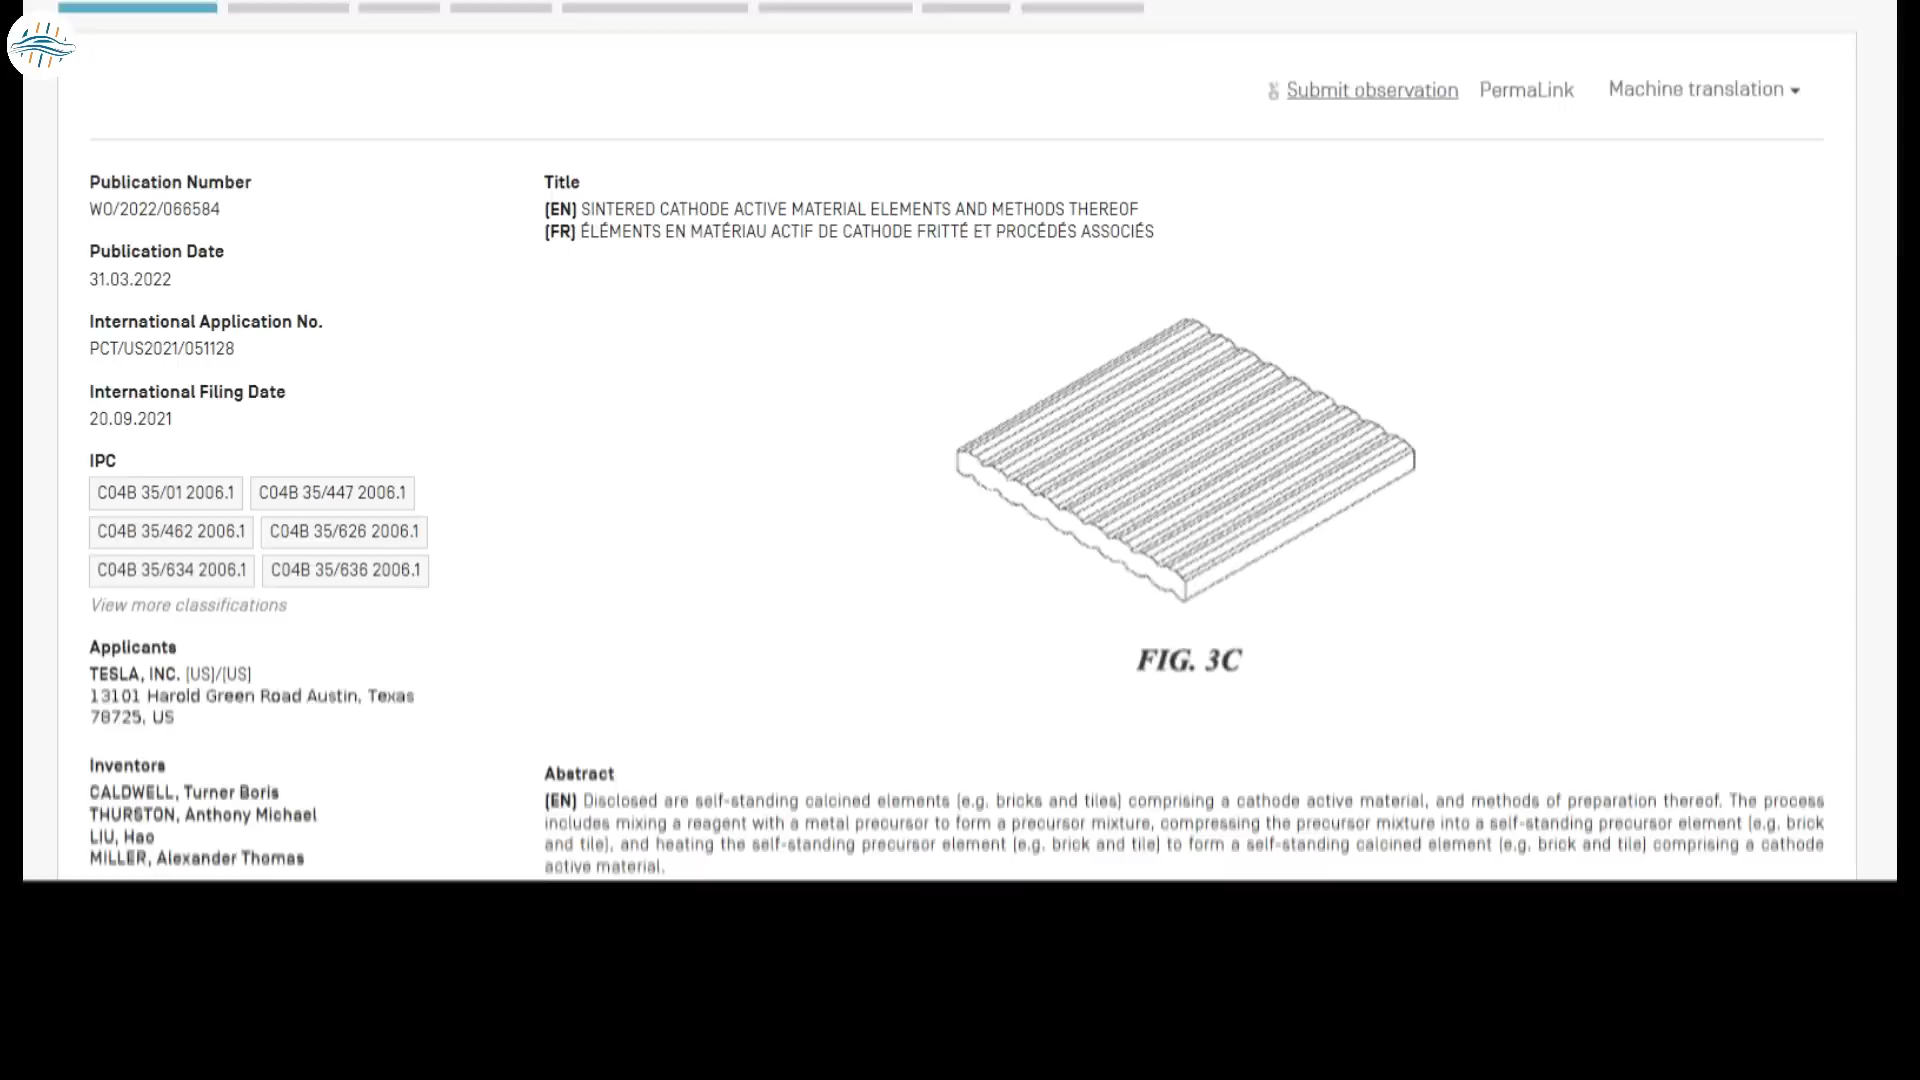 Submit observation PermaLink Machine translation
Publication Number
WO/2022/066584
Publication Date
31.03.2022
International Application No.
PCT/US2021/051128
International Filing Date
20.09.2021
IPC
C04B 35/01 2006.1 C04B 35/447 2006.1
C04B 35/462 2006.1 C04B 35/626 2006.1
C04B 35/634 2006.1 C04B 35/636 2006.1
View more classifications
Applicants
TESLA, INC. [US]/[US]
13101 Harold Green Road Austin, Texas
78725, US
Inventors
CALDWELL, Turner Boris
THURSTON, Anthony Michael
LIU, Hao
MILLER, Alexander Thomas
Title
(EN) SINTERED CATHODE ACTIVE MATERIAL ELEMENTS AND METHODS THEREOF
(FR) ÉLÉMENTS EN MATÉRIAU ACTIF DE CATHODE FRITTÉ ET PROCÉDÉS ASSOCIÉS
FIG. 3C
Abstract
(EN) Disclosed are self-standing calcined elements (e.g. bricks and tiles) comprising a cathode active material, and methods of preparation thereof. The process
includes mixing a reagent with a metal precursor to form a precursor mixture, compressing the precursor mixture into a self-standing precursor element (e.g. brick
and tile), and heating the self-standing precursor element (e.g. brick and tile) to form a self-standing calcined element (e.g. brick and tile) comprising a cathode
active material.